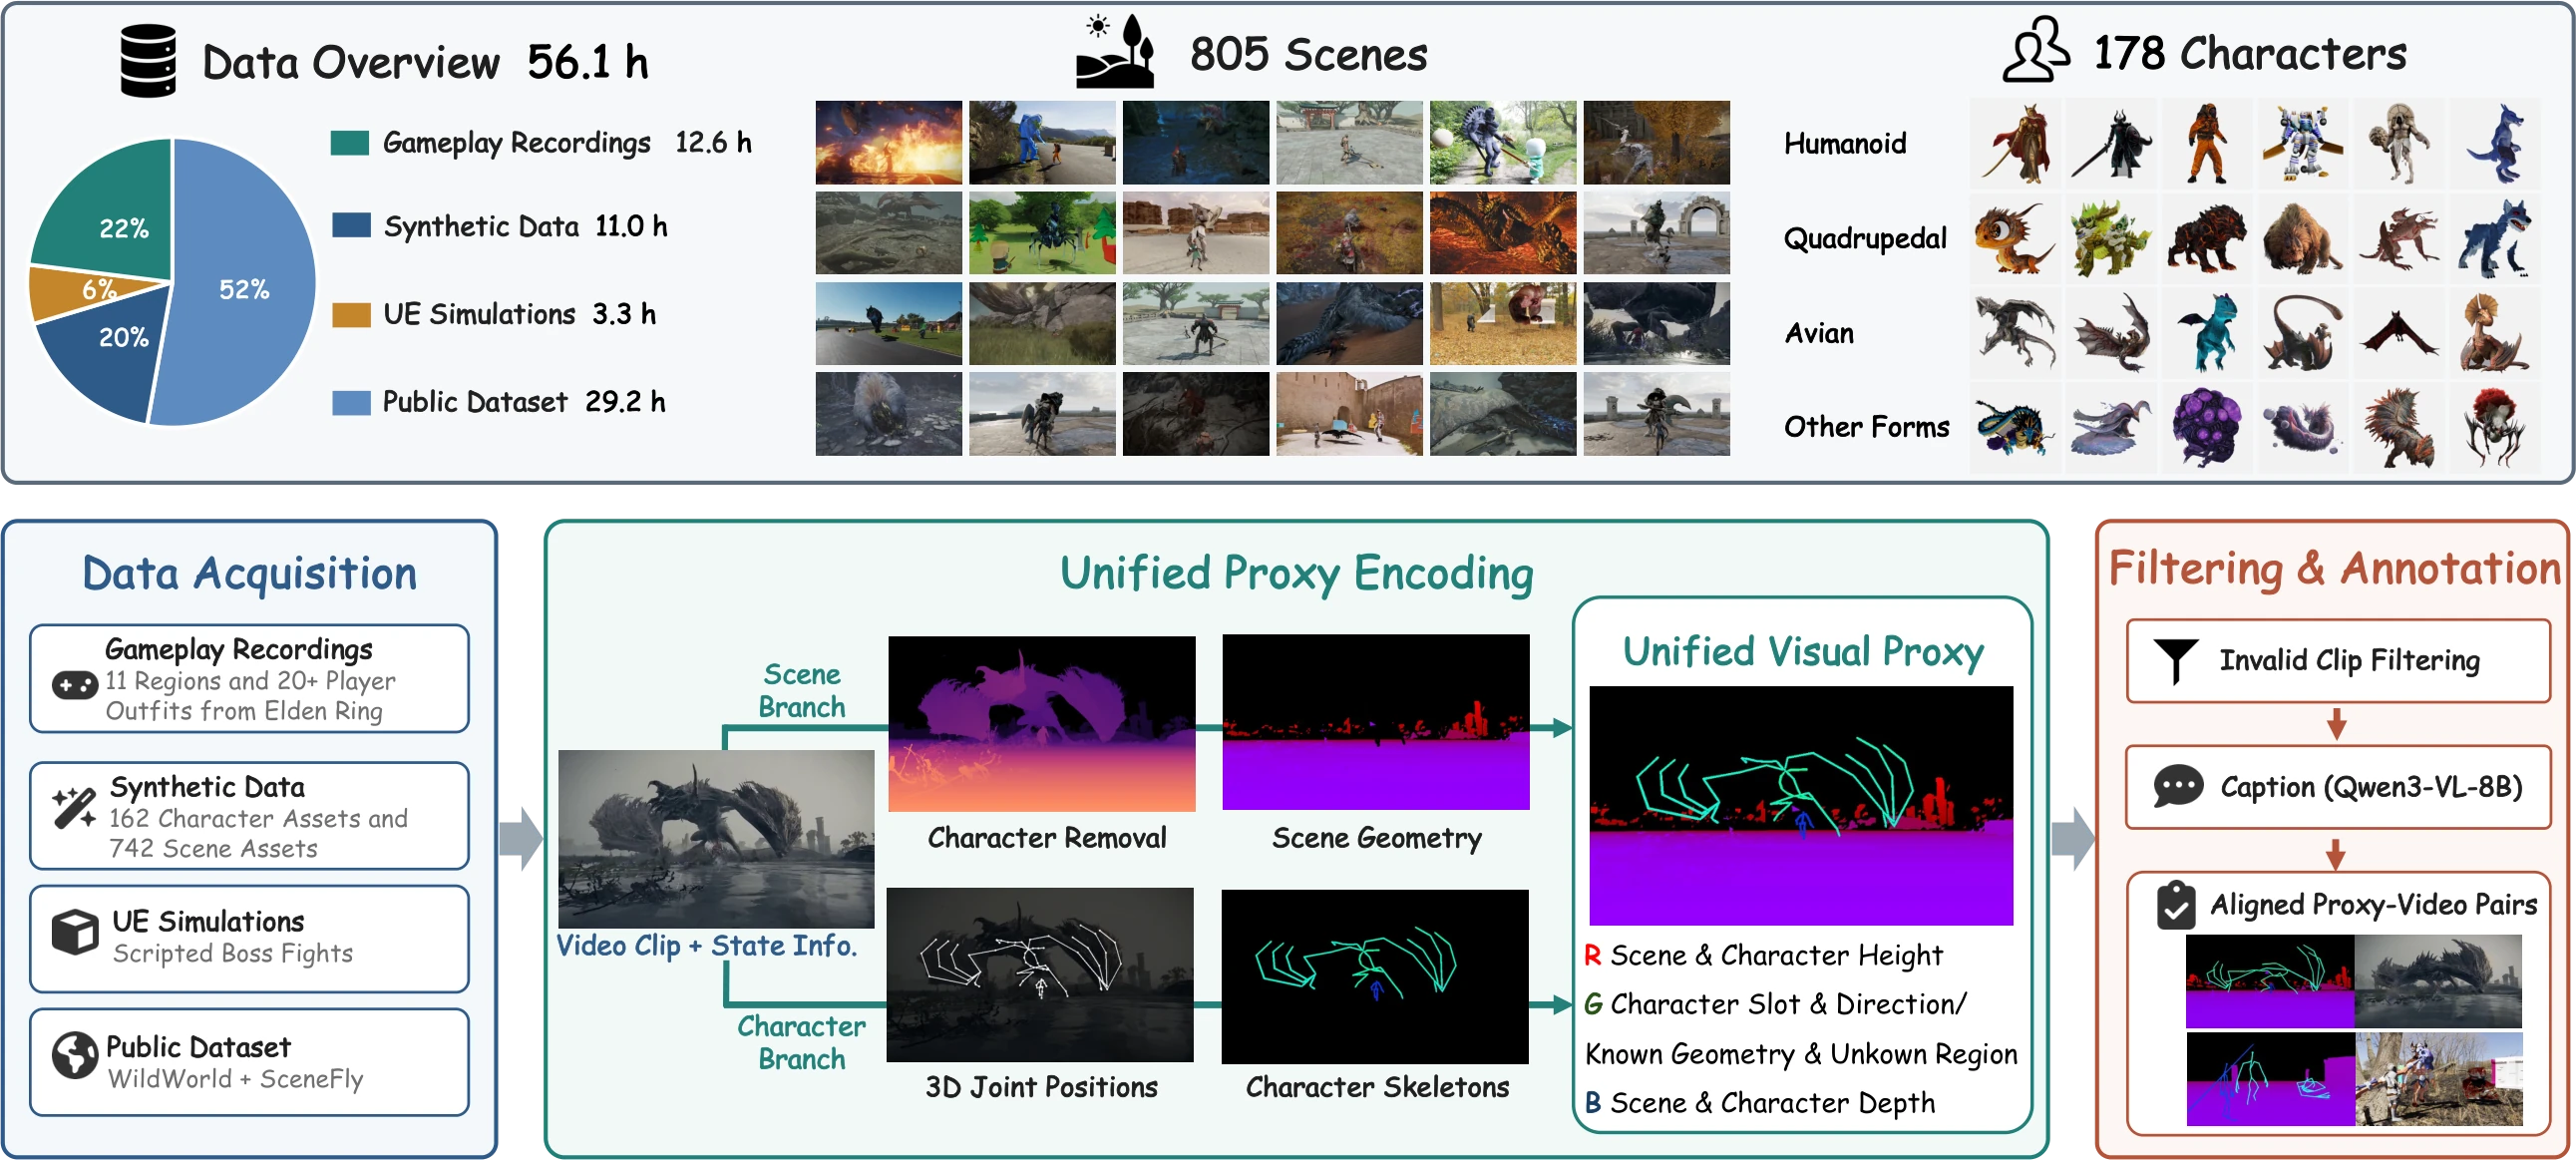 Data Overview 56.1 h
Gameplay Recordings 12.6 h
Synthetic Data 11.0 h
UE Simulations 3.3 h
Public Dataset 29.2 h
22%
6%
20%
52%
805 Scenes
178 Characters
Humanoid
Quadrupedal
Avian
Other Forms
Data Acquisition
Gameplay Recordings
11 Regions and 20+ Player
Outfits from Elden Ring
Synthetic Data
162 Character Assets and
742 Scene Assets
UE Simulations
Scripted Boss Fights
Public Dataset
WildWorld + SceneFly
Unified Proxy Encoding
Video Clip + State Info.
Scene
Branch
Character Removal
Scene Geometry
Character
Branch
3D Joint Positions
Character Skeletons
Unified Visual Proxy
R Scene & Character Height
G Character Slot & Direction/
Known Geometry & Unkown Region
B Scene & Character Depth
Filtering & Annotation
Invalid Clip Filtering
Caption (Qwen3-VL-8B)
Aligned Proxy-Video Pairs